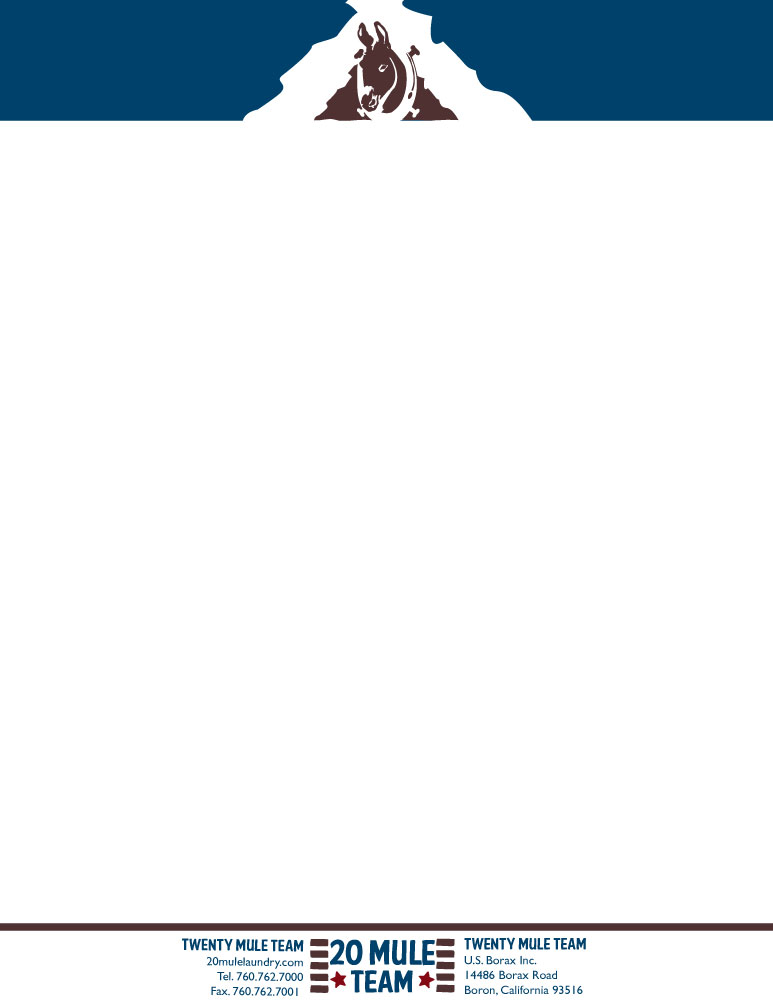 TWENTY MULE TEAM
20mulelaundry.com
Tel. 760.762.7000
Fax. 760.762.7001
20 MULE
TEAM
TWENTY MULE TEAM
U.S. Borax Inc.
14486 Borax Road
Boron, California 93516